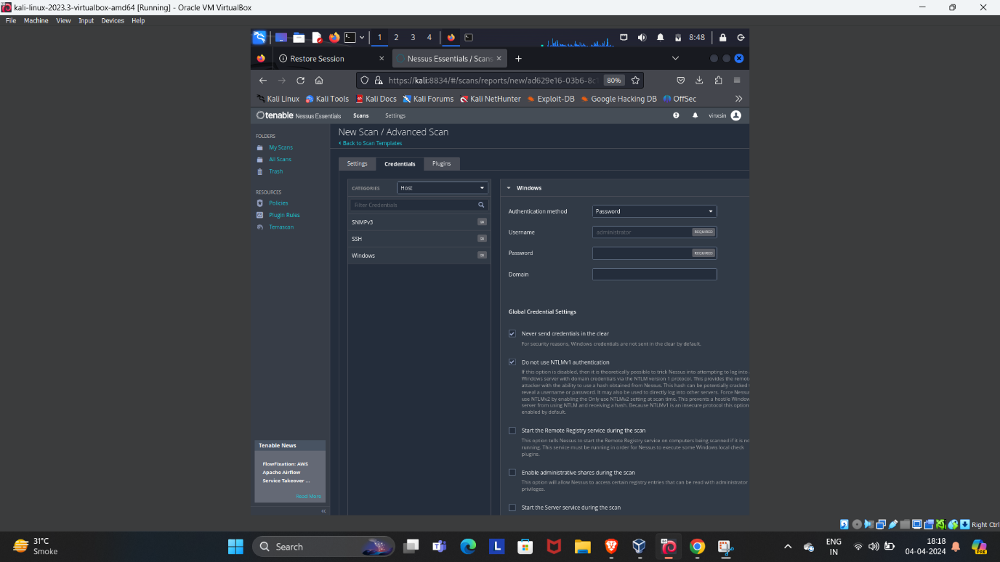 kali-linux-2023.3-virtualbox-amd64 [Running] - Oracle VM VirtualBox
File Machine View Input Devices Help
1 2 3 4 8:48
Restore Session
Nessus Essentials / Scans
https://kali:8834/#/scans/reports/new/ad629e16-03b6-8c1 80%
Kali Linux Kali Tools Kali Docs Kali Forums Kali NetHunter Exploit-DB Google Hacking DB OffSec
tenable Nessus Essentials Scans Settings vinxsin
FOLDERS
My Scans
All Scans
Trash
RESOURCES
Policies
Plugin Rules
Terrascan
New Scan / Advanced Scan
Back to Scan Templates
Settings Credentials Plugins
CATEGORIES Host
Filter Credentials
SNMPv3 ∞
SSH ∞
Windows ∞
Windows
Authentication method Password
Username administrator REQUIRED
Password REQUIRED
Domain
Global Credential Settings
Never send credentials in the clear
For security reasons, Windows credentials are not sent in the clear by default.
Do not use NTLMv1 authentication
If this option is disabled, then it is theoretically possible to trick Nessus into attempting to log into
Windows server with domain credentials via the NTLM version 1 protocol. This provides the remot
attacker with the ability to use a hash obtained from Nessus. This hash can be potentially cracked
reveal a username or password. It may also be used to directly log into other servers. Force Nessu
use NTLMv2 by enabling the Only use NTLMv2 setting at scan time. This prevents a hostile Window
server from using NTLM and receiving a hash. Because NTLMv1 is an insecure protocol this option
enabled by default.
Start the Remote Registry service during the scan
This option tells Nessus to start the Remote Registry service on computers being scanned if it is no
running. This service must be running in order for Nessus to execute some Windows local check
plugins.
Enable administrative shares during the scan
This option will allow Nessus to access certain registry entries that can be read with administrator
privileges.
Start the Server service during the scan
Tenable News
FlowFixation: AWS
Apache Airflow
Service Takeover ...
Read More
Right Ctrl
31°C
Smoke
Search
L
ENG
IN
18:18
04-04-2024
PRE